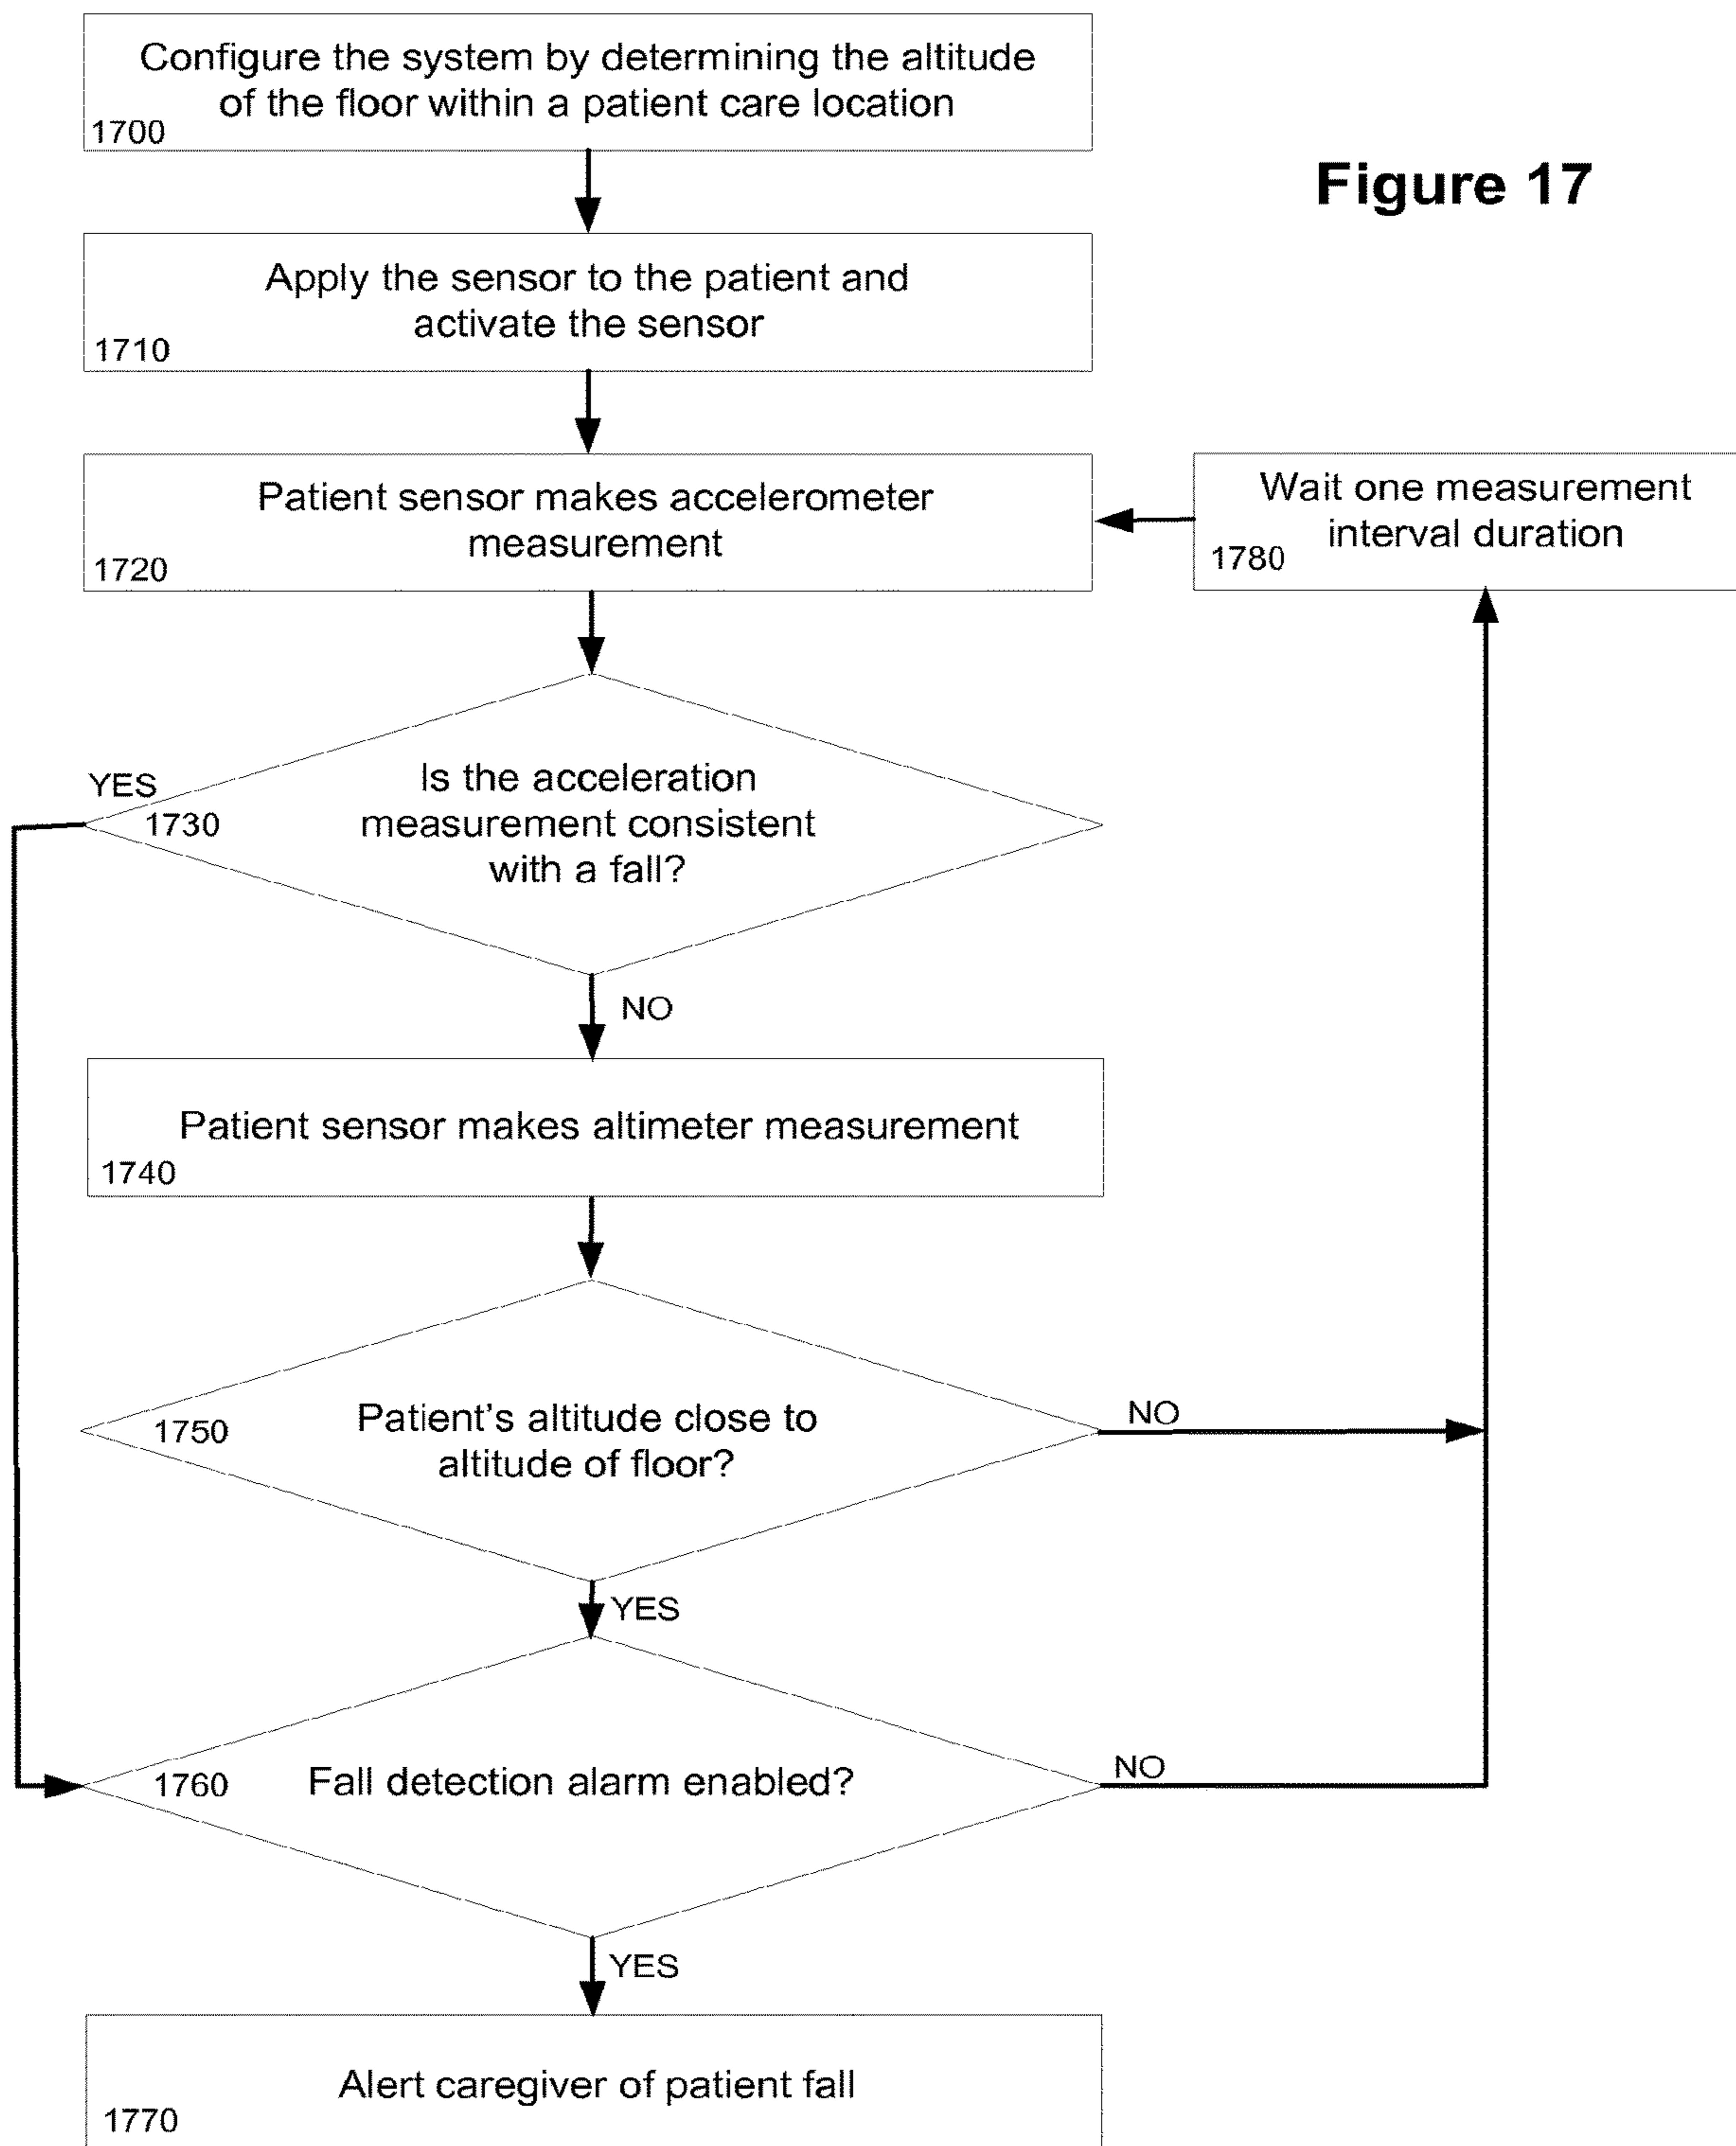 Configure the system by determining the altitude
of the floor within a patient care location
1700
Figure 17
Apply the sensor to the patient and
activate the sensor
1710
Patient sensor makes accelerometer
measurement
1720
Wait one measurement
interval duration
1780
YES
1730
Is the acceleration
measurement consistent
with a fall?
NO
Patient sensor makes altimeter measurement
1740
1750
Patient's altitude close to
altitude of floor?
NO
YES
1760
Fall detection alarm enabled?
NO
YES
Alert caregiver of patient fall
1770